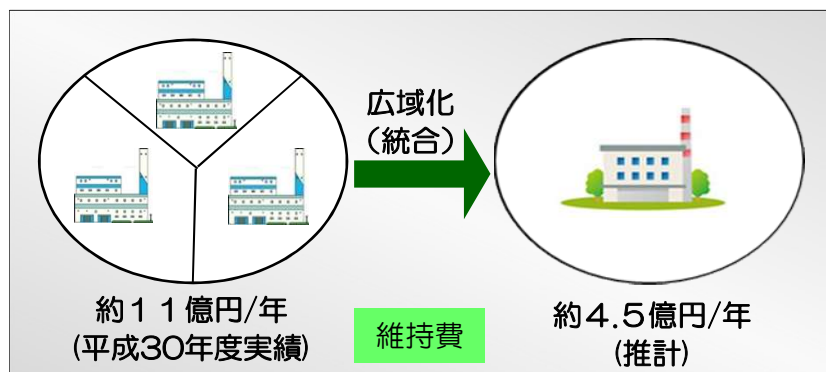 広域化
（統合）
約１１億円/年
(平成30年度実績)
維持費
約4.5億円/年
(推計)